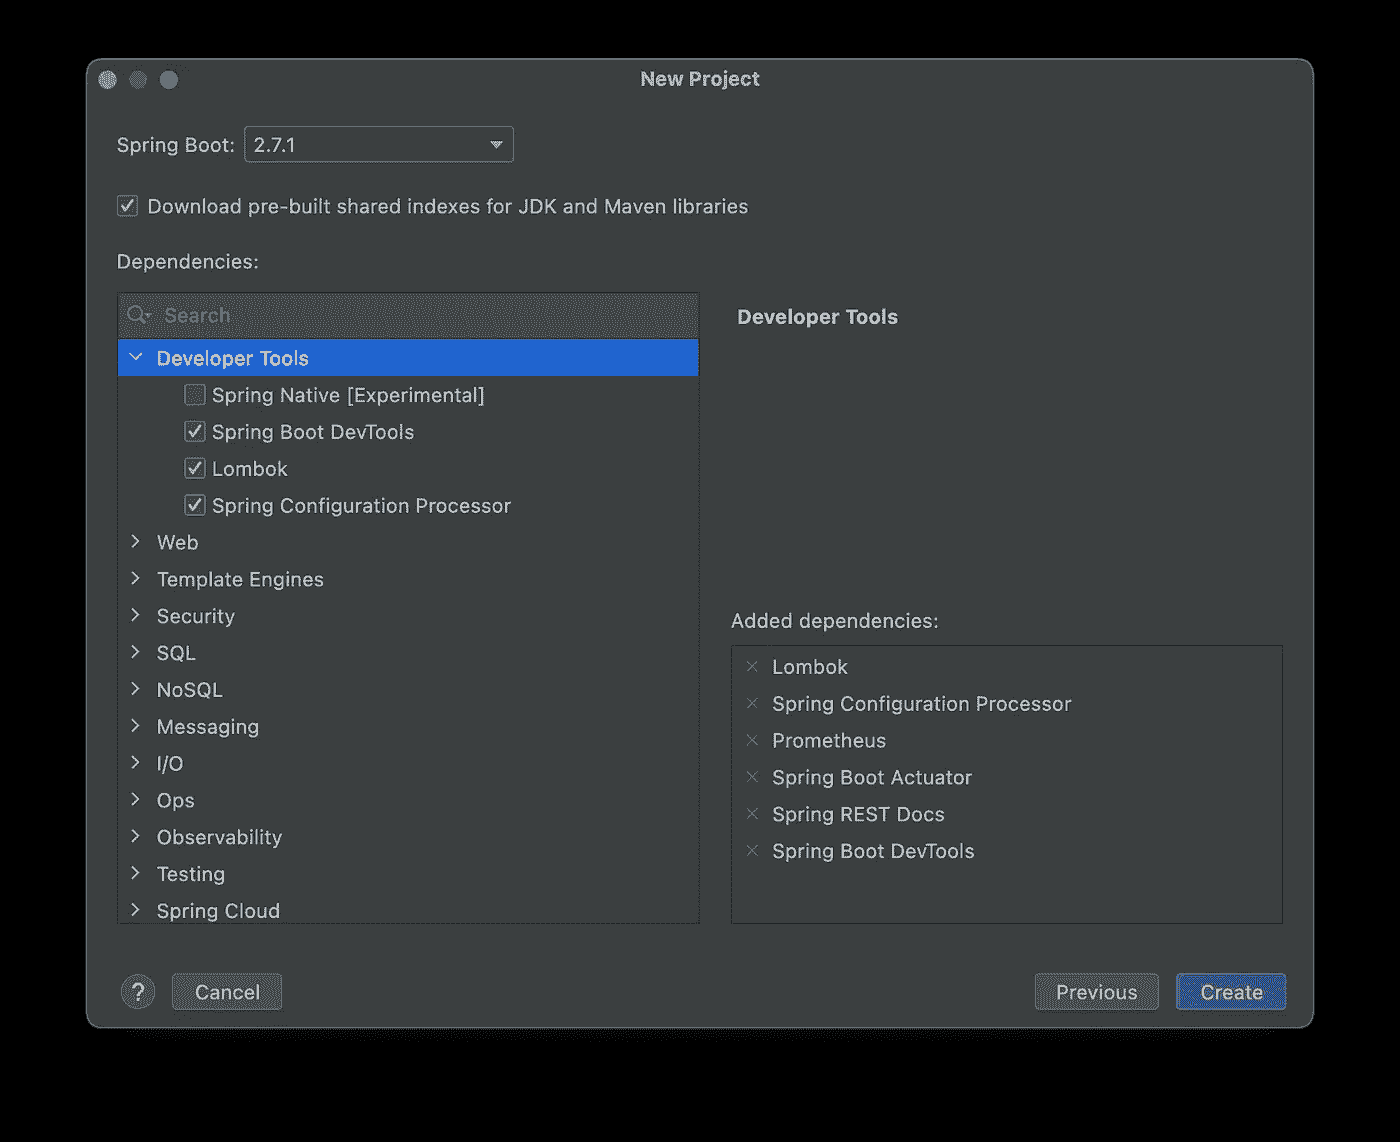 New Project
Spring Boot: 2.7.1
Download pre-built shared indexes for JDK and Maven libraries
Dependencies:
Search
Developer Tools
Spring Native [Experimental]
Spring Boot DevTools
Lombok
Spring Configuration Processor
Web
Template Engines
Security
SQL
NoSQL
Messaging
I/O
Ops
Observability
Testing
Spring Cloud
Developer Tools
Added dependencies:
Lombok
Spring Configuration Processor
Prometheus
Spring Boot Actuator
Spring REST Docs
Spring Boot DevTools
? Cancel Previous Create